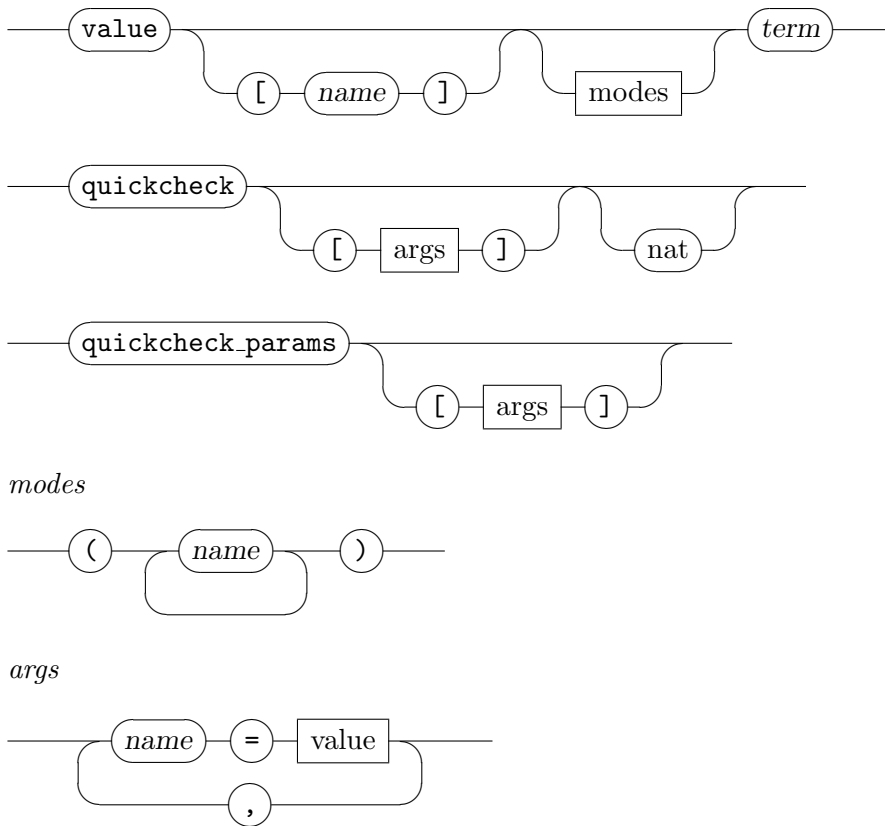 value term
[ name ] modes
quickcheck
[ args ] nat
quickcheck_params
[ args ]
modes
( name )
args
name = value
,